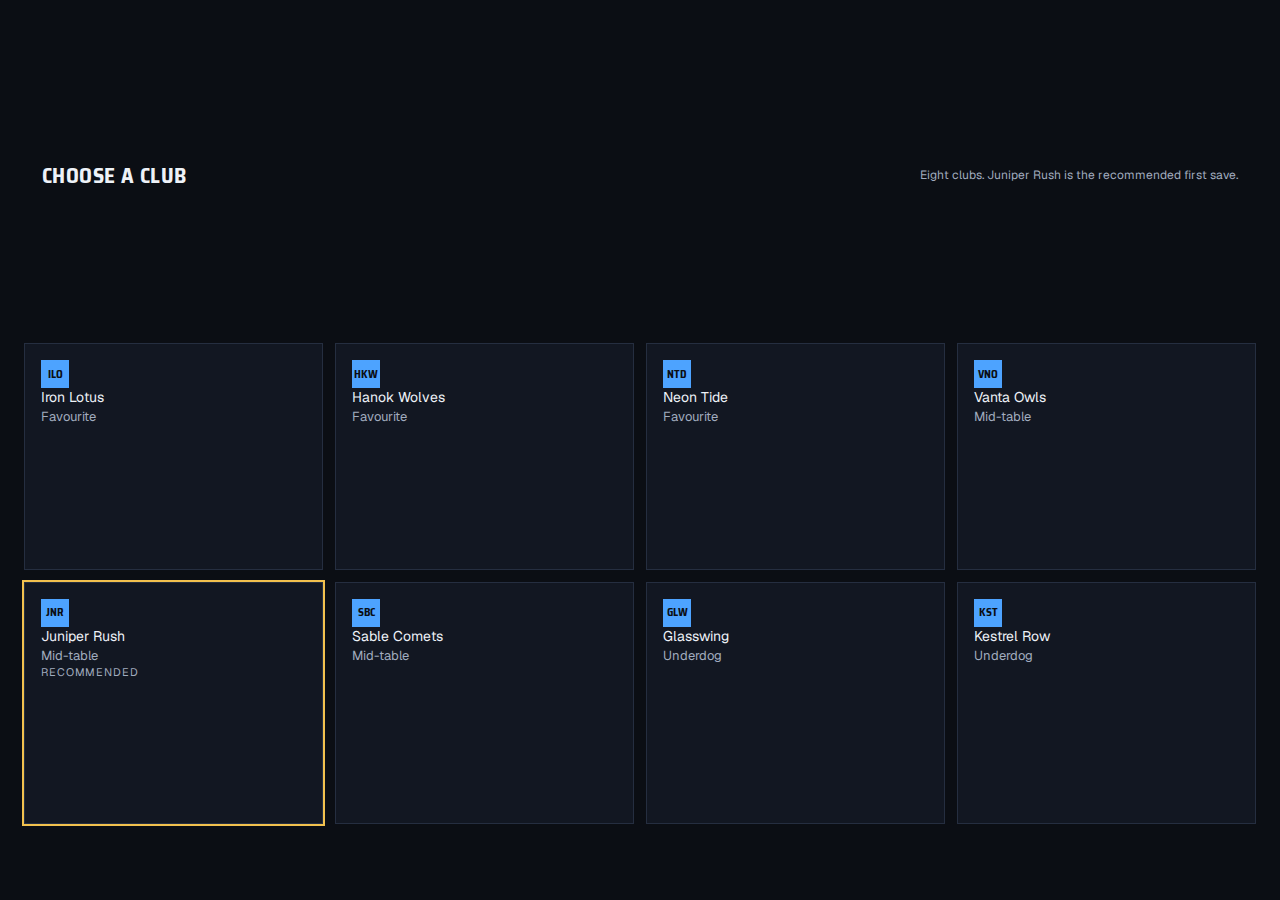 CHOOSE A CLUB
Eight clubs. Juniper Rush is the recommended first save.
ILO
Iron Lotus
Favourite
HKW
Hanok Wolves
Favourite
NTD
Neon Tide
Favourite
VNO
Vanta Owls
Mid-table
JNR
Juniper Rush
Mid-table
RECOMMENDED
SBC
Sable Comets
Mid-table
GLW
Glasswing
Underdog
KST
Kestrel Row
Underdog